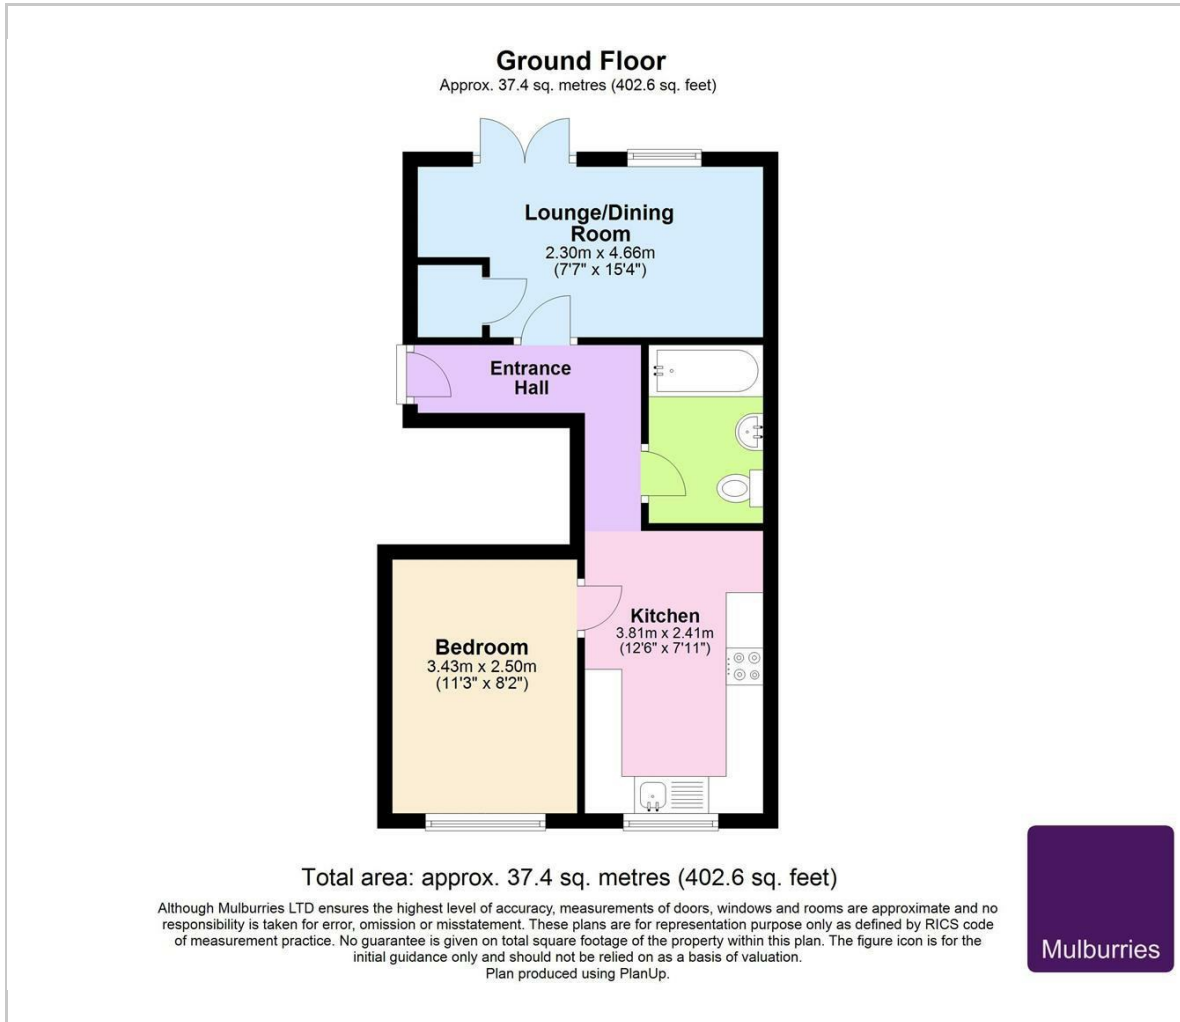 Ground Floor
Approx. 37.4 sq. metres (402.6 sq. feet)
Lounge/Dining
Room
2.30m x 4.66m
(7'7" x 15'4")
Entrance
Hall
Kitchen
3.81m x 2.41m
(12'6" x 7'11")
Bedroom
3.43m x 2.50m
(11'3" x 8'2")
Total area: approx. 37.4 sq. metres (402.6 sq. feet)
Although Mulburries LTD ensures the highest level of accuracy, measurements of doors, windows and rooms are approximate and no
responsibility is taken for error, omission or misstatement. These plans are for representation purpose only as defined by RICS code
of measurement practice. No guarantee is given on total square footage of the property within this plan. The figure icon is for the
initial guidance only and should not be relied on as a basis of valuation.
Plan produced using PlanUp.
Mulburries